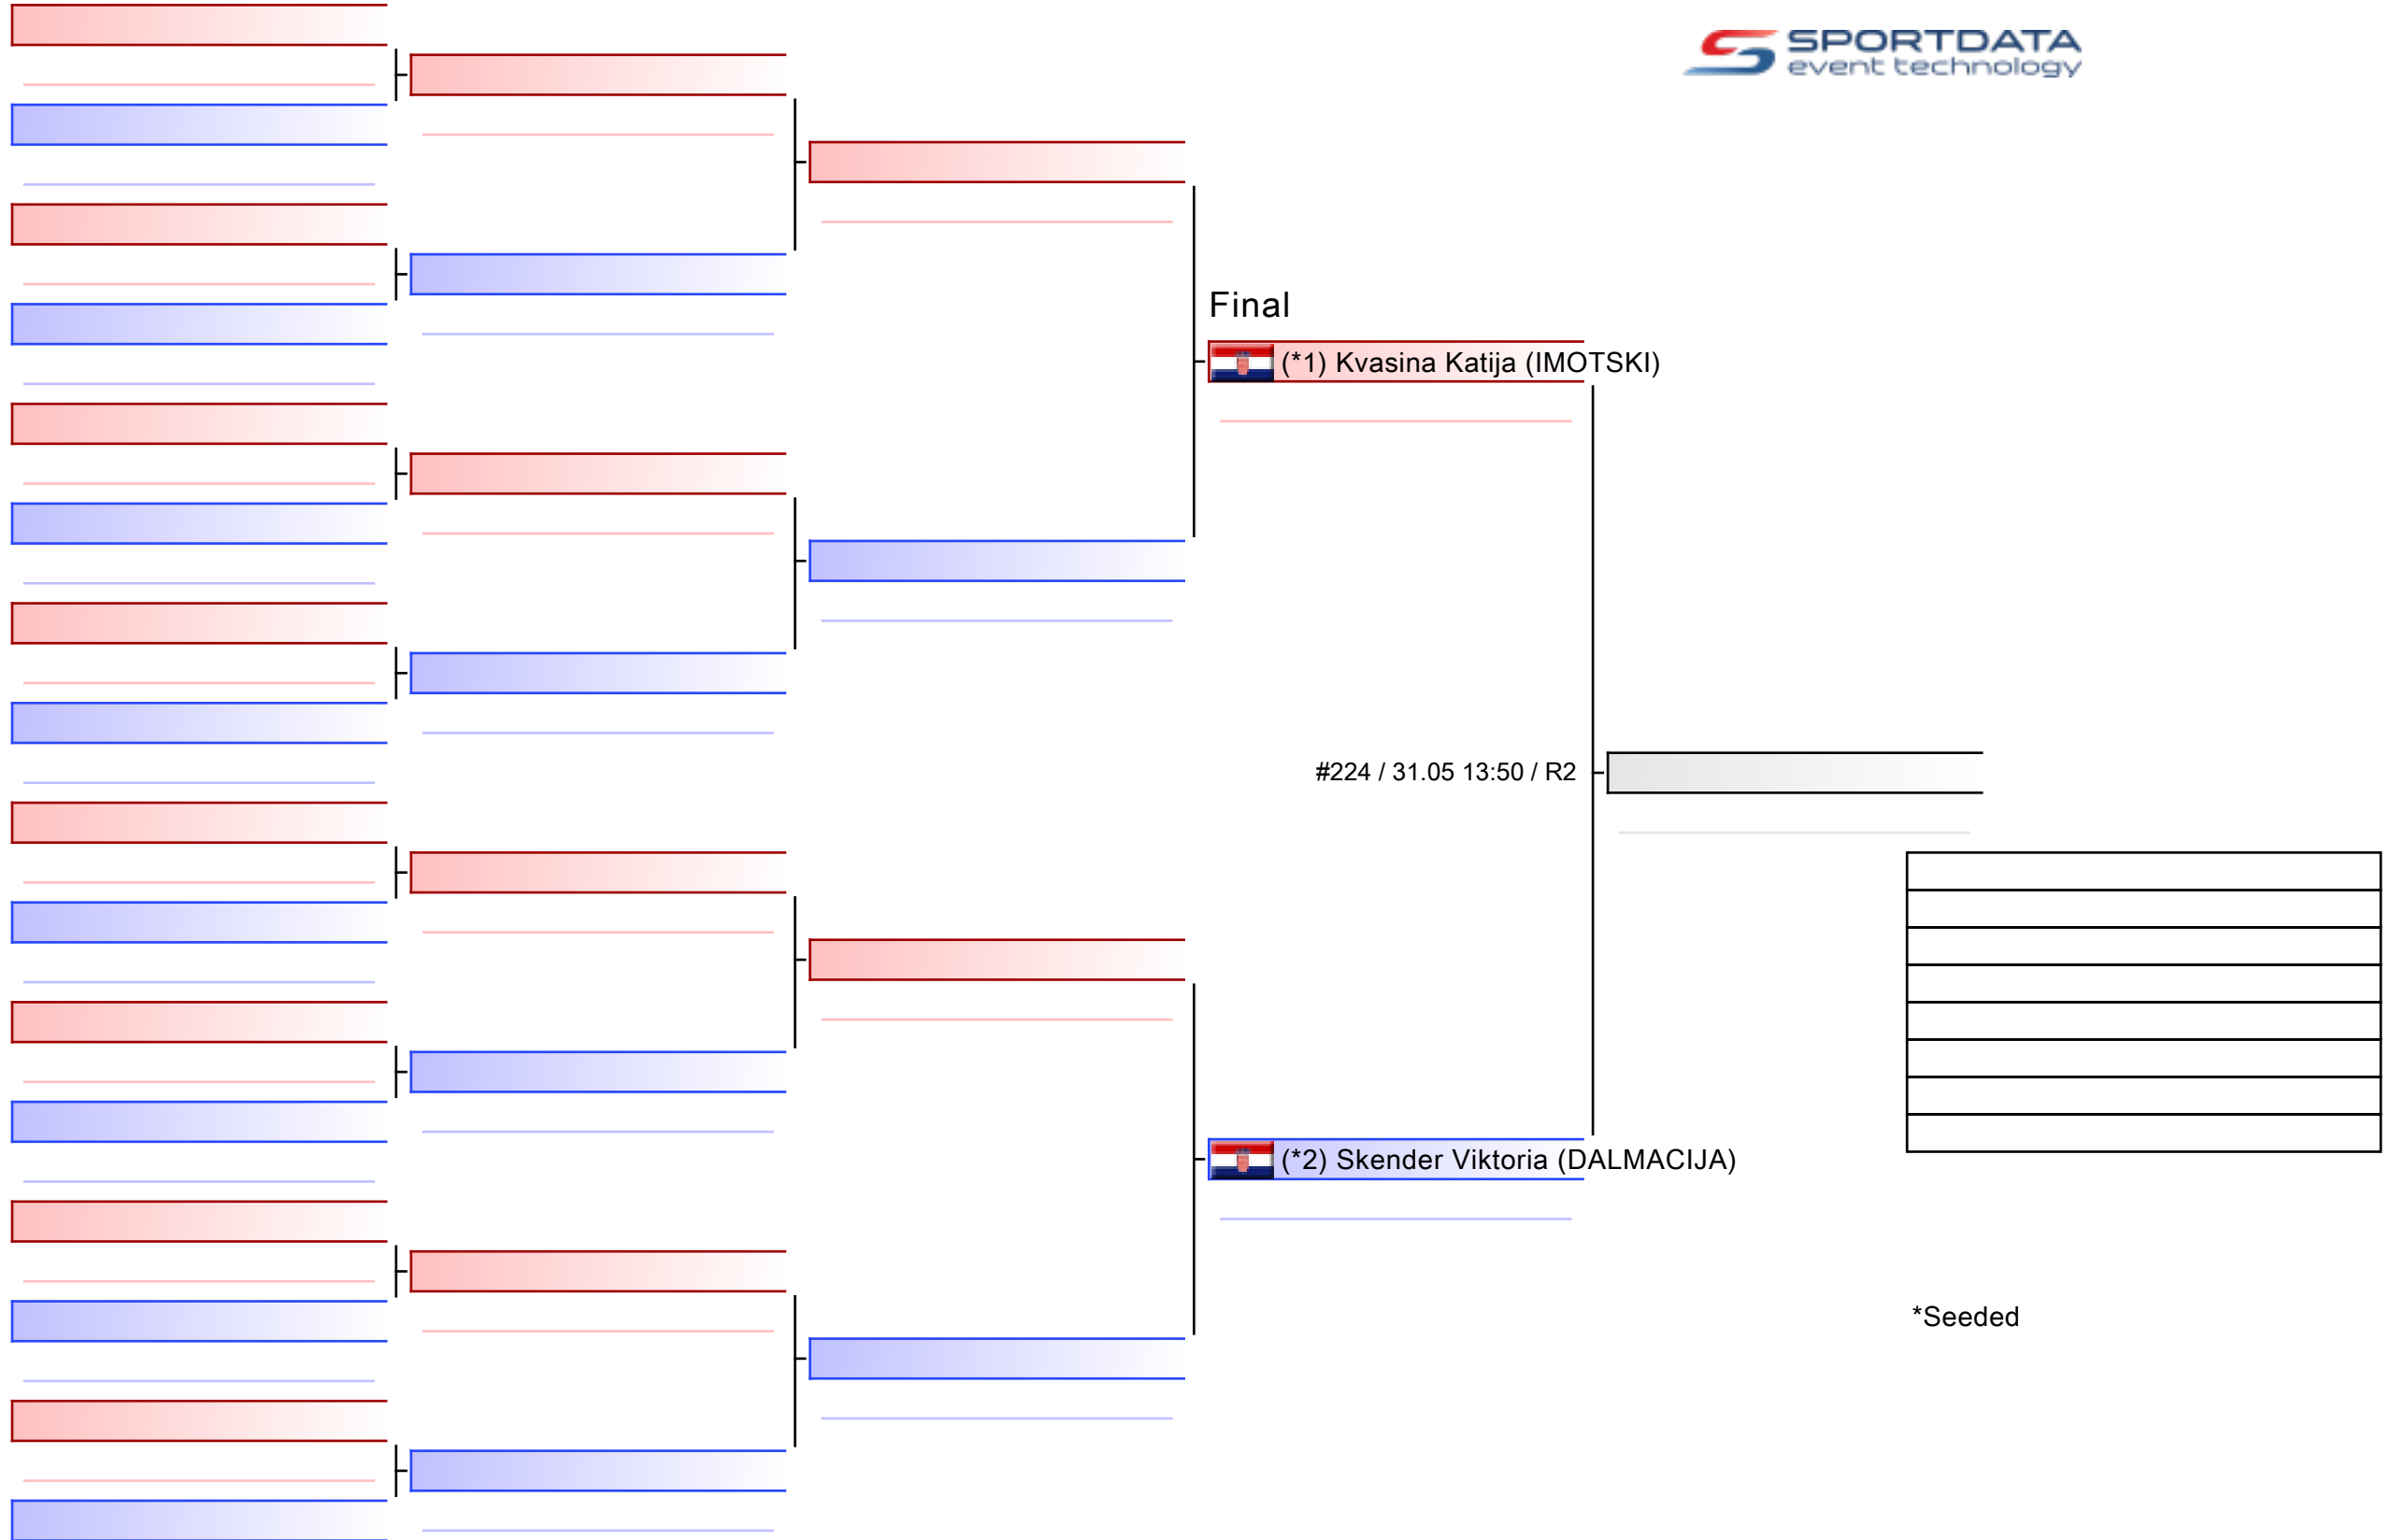 SPORTDATA
event technology
Final
(*1) Kvasina Katija (IMOTSKI)
#224 / 31.05 13:50 / R2
(*2) Skender Viktoria (DALMACIJA)
*Seeded